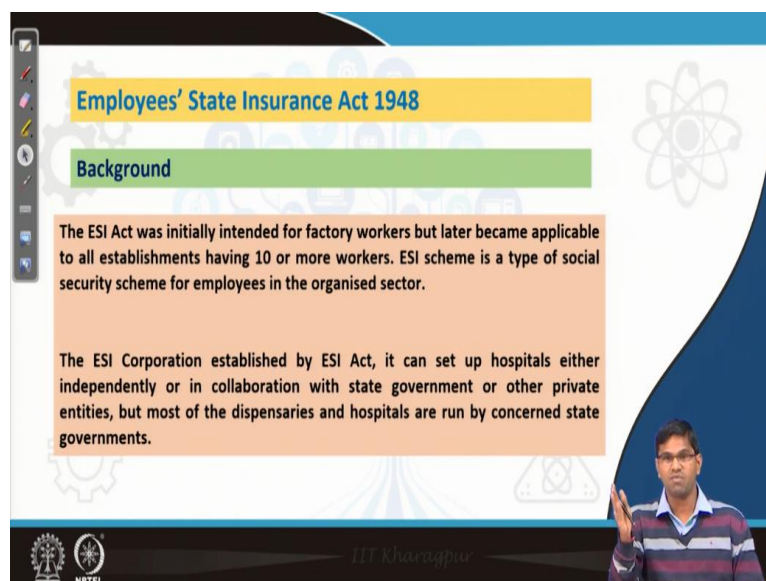 Employees' State Insurance Act 1948
Background
The ESI Act was initially intended for factory workers but later became applicable
to all establishments having 10 or more workers. ESI scheme is a type of social
security scheme for employees in the organised sector.
The ESI Corporation established by ESI Act, it can set up hospitals either
independently or in collaboration with state government or other private
entities, but most of the dispensaries and hospitals are run by concerned state
governments.
IIT Kharagpur
NPTEL